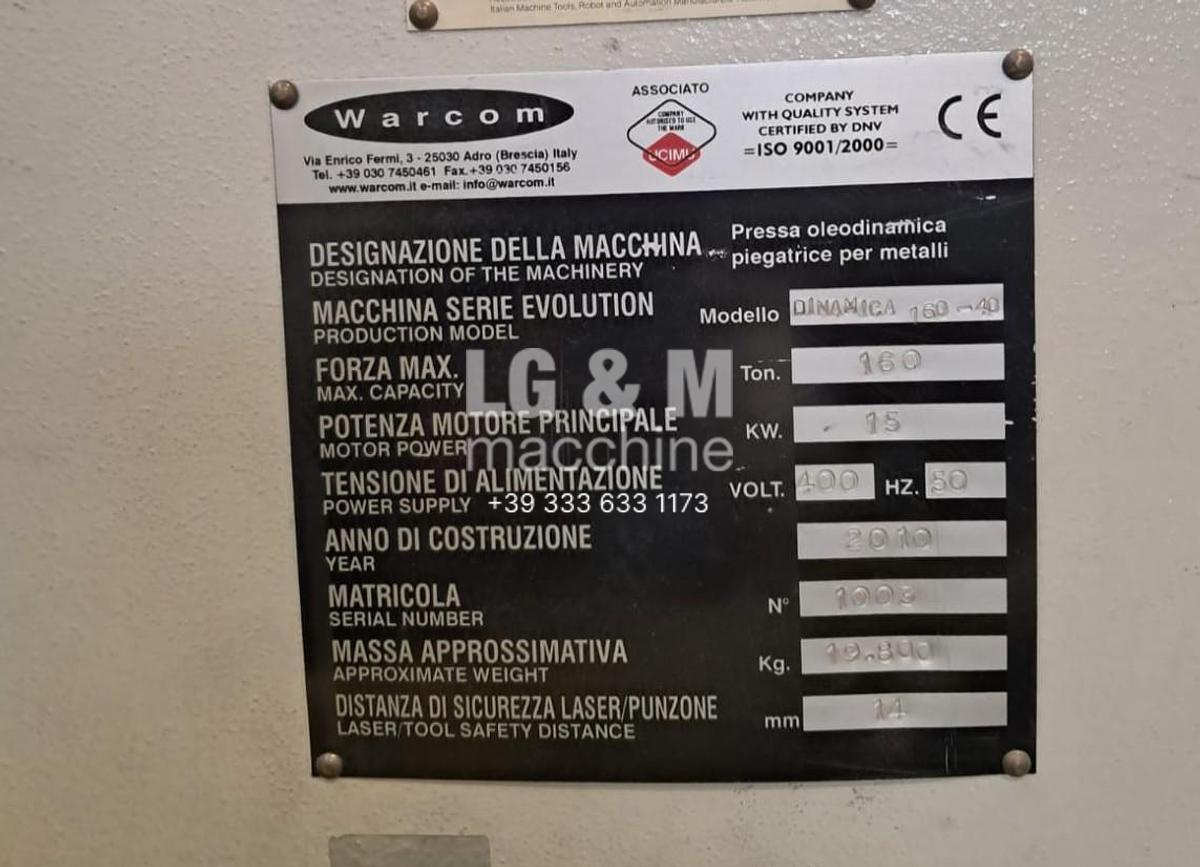 Italian Machine Tools, Robot and Automation
Warcom
Via Enrico Fermi, 3 - 25030 Adro (Brescia) Italy
Tel. +39 030 7450461 Fax.+39 030 7450156
www.warcom.it e-mail: info@warcom.it
ASSOCIATO
COMPANY
AUTHORISED TO USE
THE MARK
UCIMU
COMPANY
WITH QUALITY SYSTEM
CERTIFIED BY DNV
=ISO 9001/2000=
CE
DESIGNAZIONE DELLA MACCHINA
DESIGNATION OF THE MACHINERY
Pressa oleodinamica
piegatrice per metalli
MACCHINA SERIE EVOLUTION Modello DINAMICA 160-40
PRODUCTION MODEL
FORZA MAX. Ton. 160
MAX. CAPACITY
LG & M
macchine
+39 333 633 1173
POTENZA MOTORE PRINCIPALE KW. 15
MOTOR POWER
TENSIONE DI ALIMENTAZIONE VOLT. 400 HZ. 50
POWER SUPPLY
ANNO DI COSTRUZIONE 2010
YEAR
MATRICOLA N° 1003
SERIAL NUMBER
MASSA APPROSSIMATIVA Kg. 19.800
APPROXIMATE WEIGHT
DISTANZA DI SICUREZZA LASER/PUNZONE mm 14
LASER/TOOL SAFETY DISTANCE